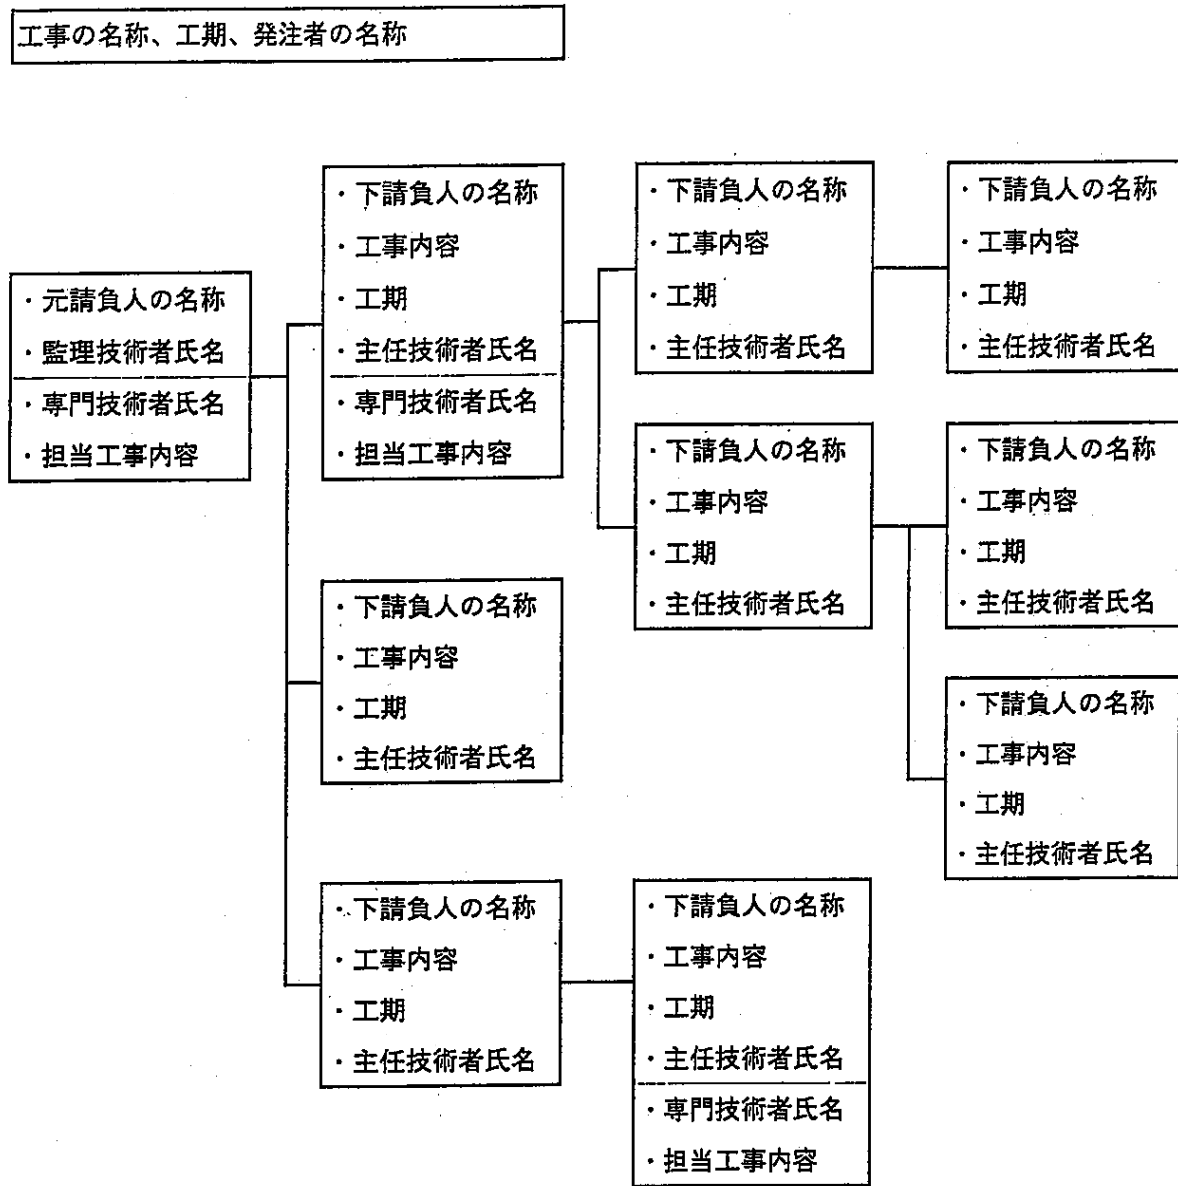 工事の名称、工期、発注者の名称
・元請負人の名称
・監理技術者氏名
・専門技術者氏名
・担当工事内容
・下請負人の名称
・工事内容
・工期
・主任技術者氏名
・専門技術者氏名
・担当工事内容
・下請負人の名称
・工事内容
・工期
・主任技術者氏名
・下請負人の名称
・工事内容
・工期
・主任技術者氏名
・下請負人の名称
・工事内容
・工期
・主任技術者氏名
・下請負人の名称
・工事内容
・工期
・主任技術者氏名
・下請負人の名称
・工事内容
・工期
・主任技術者氏名
・専門技術者氏名
・担当工事内容
・下請負人の名称
・工事内容
・工期
・主任技術者氏名
・下請負人の名称
・工事内容
・工期
・主任技術者氏名
・下請負人の名称
・工事内容
・工期
・主任技術者氏名